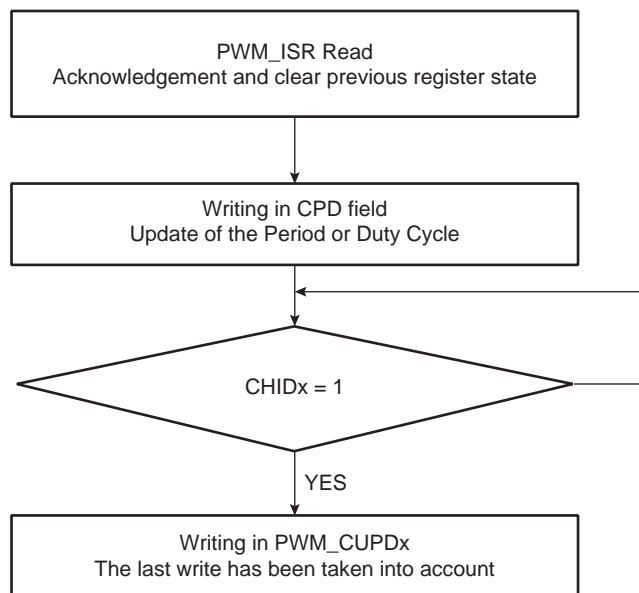 PWM_ISR Read
Acknowledgement and clear previous register state
Writing in CPD field
Update of the Period or Duty Cycle
CHIDx = 1
YES
Writing in PWM_CUPDx
The last write has been taken into account